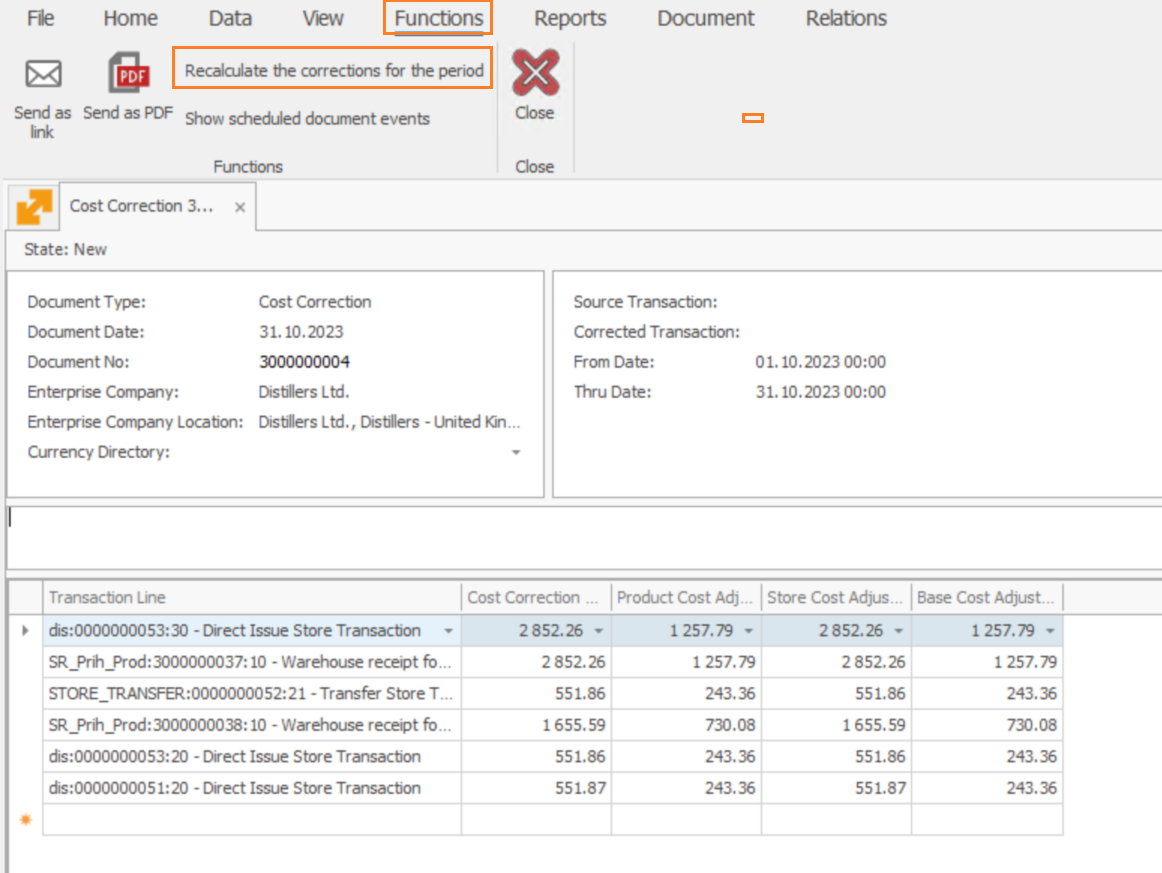 File Home Data View Functions Reports Document Relations
PDF
Recalculate the corrections for the period
Send as link
Send as PDF
Show scheduled document events
Close
Functions
Close
Cost Correction 3... ×
State: New
Document Type: Cost Correction
Document Date: 31.10.2023
Document No: 3000000004
Enterprise Company: Distillers Ltd.
Enterprise Company Location: Distillers Ltd., Distillers - United Kin...
Currency Directory:
Source Transaction:
Corrected Transaction:
From Date: 01.10.2023 00:00
Thru Date: 31.10.2023 00:00
Transaction Line Cost Correction ... Product Cost Adj... Store Cost Adjus... Base Cost Adjust...
dis:0000000053:30 - Direct Issue Store Transaction 2 852.26 1 257.79 2 852.26 1 257.79
SR_Prih_Prod:3000000037:10 - Warehouse receipt fo... 2 852.26 1 257.79 2 852.26 1 257.79
STORE_TRANSFER:0000000052:21 - Transfer Store T... 551.86 243.36 551.86 243.36
SR_Prih_Prod:3000000038:10 - Warehouse receipt fo... 1 655.59 730.08 1 655.59 730.08
dis:0000000053:20 - Direct Issue Store Transaction 551.86 243.36 551.86 243.36
dis:0000000051:20 - Direct Issue Store Transaction 551.87 243.36 551.87 243.36